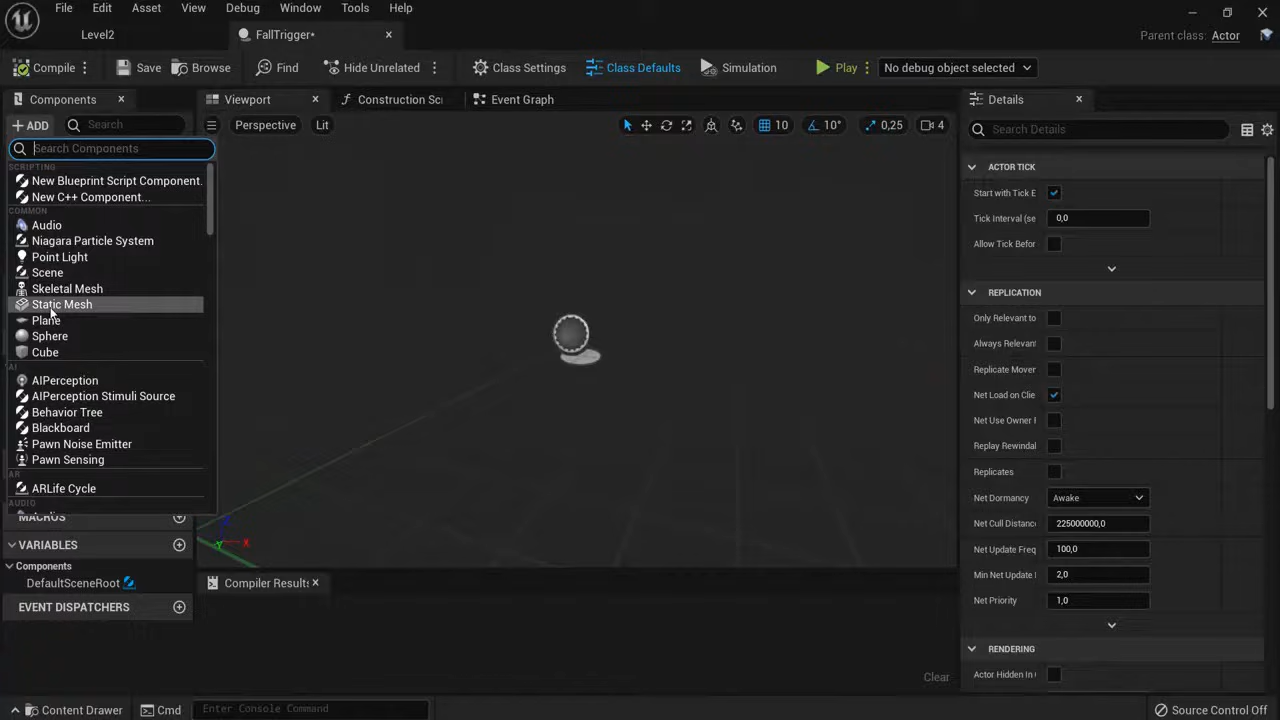 File Edit Asset View Debug Window Tools Help
Level2
FallTrigger*
Parent class: Actor
Compile
Save
Browse
Find
Hide Unrelated
Class Settings
Class Defaults
Simulation
Play
No debug object selected
Components
Viewport
Construction Scr
Event Graph
Details
ADD
Search
Perspective
Lit
10
10°
0,25
4
Search Details
Search Components
SCRIPTING
New Blueprint Script Component...
New C++ Component...
COMMON
Audio
Niagara Particle System
Point Light
Scene
Skeletal Mesh
Static Mesh
Plane
Sphere
Cube
AI
AIPerception
AIPerception Stimuli Source
Behavior Tree
Blackboard
Pawn Noise Emitter
Pawn Sensing
AR
ARLife Cycle
AUDIO
MACROS
VARIABLES
Components
DefaultSceneRoot
EVENT DISPATCHERS
X
Y
Compiler Results
Clear
ACTOR TICK
Start with Tick E
Tick Interval (se 0,0
Allow Tick Befor
REPLICATION
Only Relevant to
Always Relevant
Replicate Mover
Net Load on Clie
Net Use Owner F
Replay Rewindal
Replicates
Net Dormancy Awake
Net Cull Distanc 225000000,0
Net Update Freq 100,0
Min Net Update 2,0
Net Priority 1,0
RENDERING
Actor Hidden In
Content Drawer
Cmd
Enter Console Command
Source Control Off